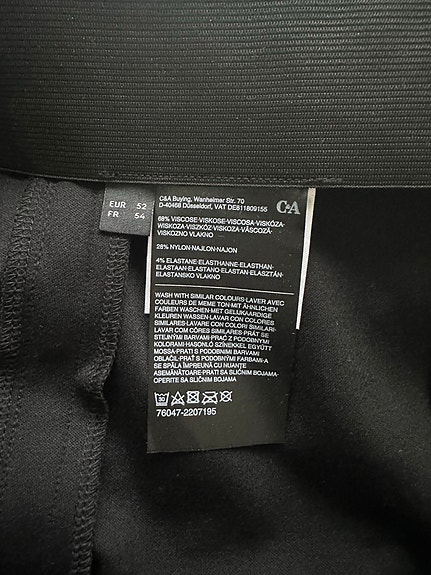 EUR 52
FR 54
C&A Buying, Wanheimer Str. 70
D-40468 Düsseldorf, VAT DE811809155
C&A
68% VISCOSE-VISKOSE-VISCOSA-VISKÓZA-
WISKOZA-VISZKÓZ-VISKOZA-VÂSCOZĂ-
VISKOZNO VLAKNO
28% NYLON-NAJLON-NAJON
4% ELASTANE-ELASTHANNE-ELASTHAN-
ELASTAAN-ELASTANO-ELASTAN-ELASZTÁN-
ELASTANSKO VLAKNO
WASH WITH SIMILAR COLOURS-LAVER AVEC
COULEURS DE MEME TON-MIT ÄHNLICHEN
FARBEN WASCHEN-MET GELIJKAARDIGE
KLEUREN WASSEN-LAVAR CON COLORES
SIMILARES-LAVARE CON COLORI SIMILARI-
LAVAR COM CÔRES SIMILARES-PRÁT SE
STEJNÝMI BARVAMI-PRAĆ Z PODOBNYMI
KOLORAMI-HASONLÓ SZÍNEKKEL EGYÜTT
MOSSA-PRATI S PODOBNIMI BARVAMI
OBLAČIL-PRAŤ S PODOBNÝMI FARBAMI-A
SE SPĂLA ÎMPREUNĂ CU NUANŢE
ASEMĂNĂTOARE-PRATI SA SLIČNIM BOJAMA-
OPERITE SA SLIČNIM BOJAMA
30
76047-2207195